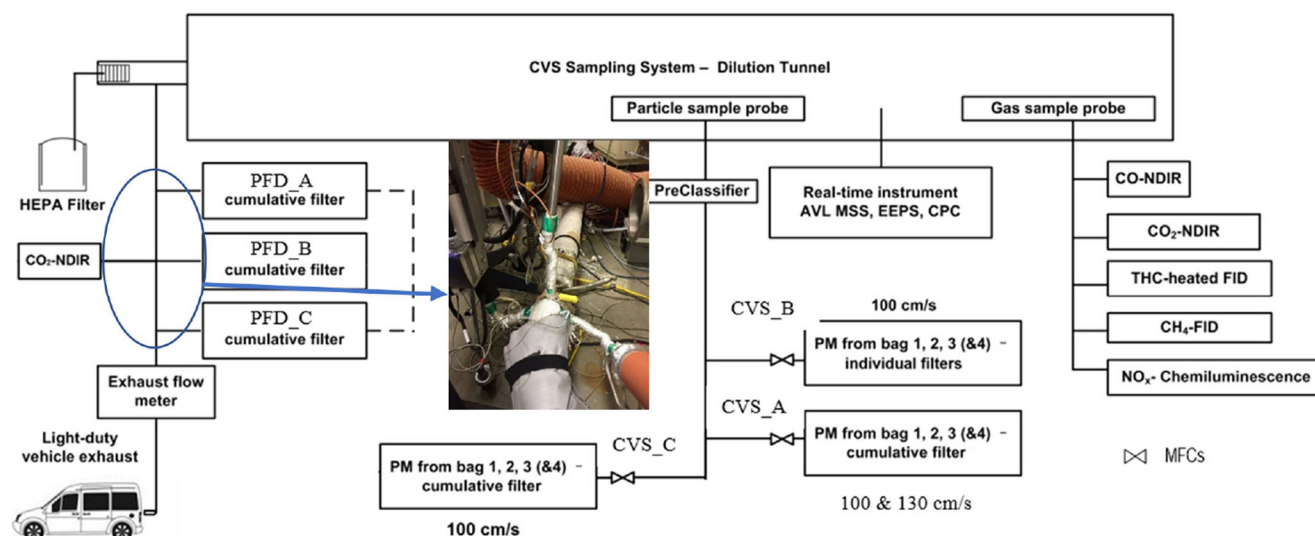 CVS Sampling System – Dilution Tunnel
Particle sample probe
Gas sample probe
HEPA Filter
PFD_A
cumulative filter
CO₂-NDIR
PFD_B
cumulative filter
PFD_C
cumulative filter
Exhaust flow
meter
Light-duty
vehicle exhaust
PreClassifier
Real-time instrument
AVL MSS, EEPS, CPC
CO-NDIR
CO₂-NDIR
THC-heated FID
CH₄-FID
NOₓ- Chemiluminescence
CVS_B
100 cm/s
PM from bag 1, 2, 3 (&4) -
individual filters
CVS_A
PM from bag 1, 2, 3 (&4) -
cumulative filter
100 & 130 cm/s
CVS_C
PM from bag 1, 2, 3 (&4) -
cumulative filter
100 cm/s
MFCs